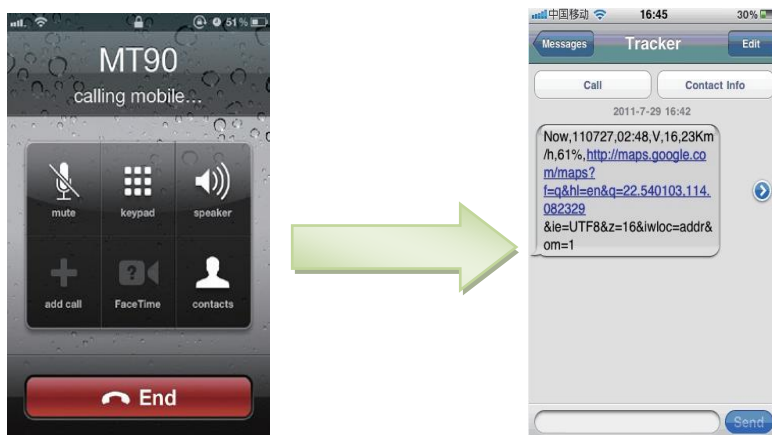 51%
MT90
calling mobile...
mute keypad speaker
add call FaceTime contacts
End
中国移动 16:45 30%
Messages Tracker Edit
Call Contact Info
2011-7-29 16:42
Now,110727,02:48,V,16,23Km
/h,61%,http://maps.google.co
m/maps?
f=q&hl=en&q=22.540103,114.
082329
&ie=UTF8&z=16&iwloc=addr&
om=1
Send